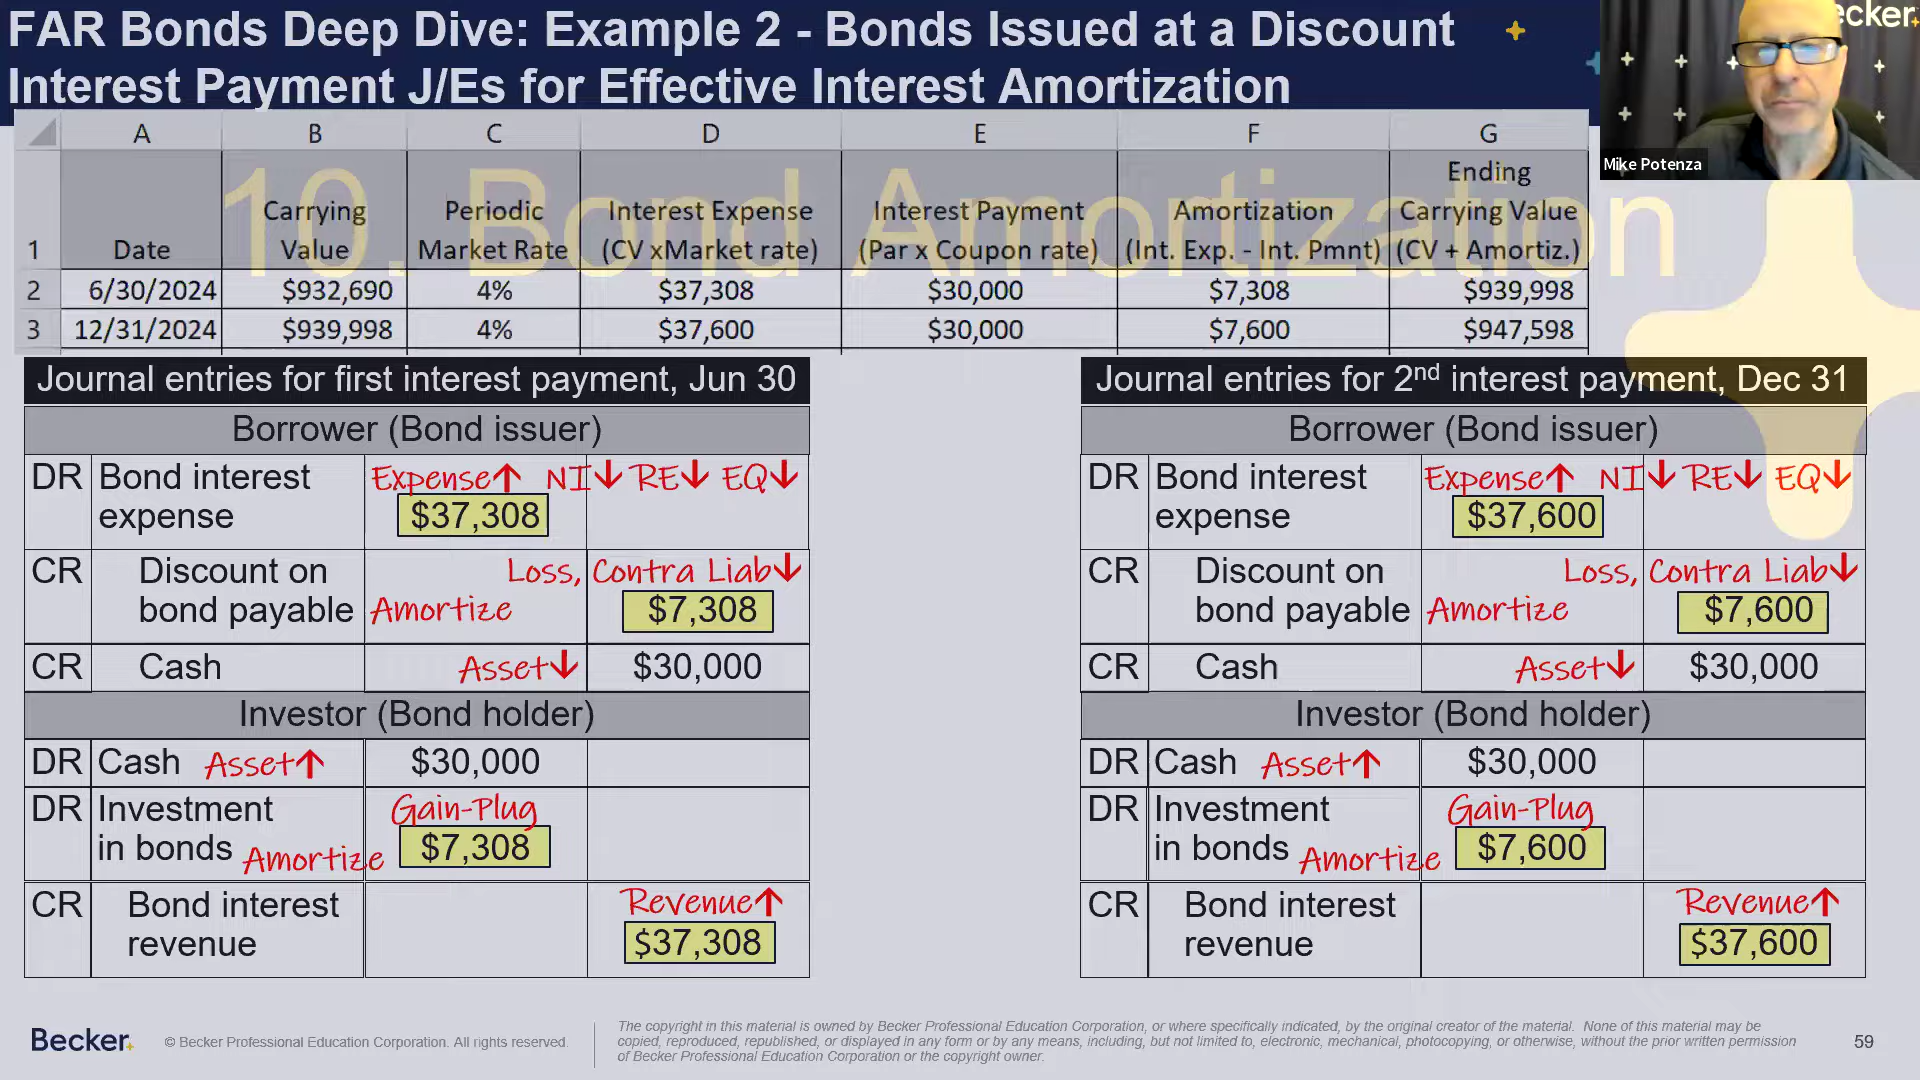 FAR Bonds Deep Dive: Example 2 - Bonds Issued at a Discount
Interest Payment J/Es for Effective Interest Amortization
ecker.
Mike Potenza
10. Bond Amortization
A B C D E F G
1 Date Carrying Value Periodic Market Rate Interest Expense (CV xMarket rate) Interest Payment (Par x Coupon rate) Amortization (Int. Exp. - Int. Pmnt) Ending Carrying Value (CV + Amortiz.)
2 6/30/2024 $932,690 4% $37,308 $30,000 $7,308 $939,998
3 12/31/2024 $939,998 4% $37,600 $30,000 $7,600 $947,598
Journal entries for first interest payment, Jun 30
Borrower (Bond issuer)
DR Bond interest Expense↑ NI↓ RE↓ EQ↓
expense $37,308
CR Discount on Loss, Contra Liab↓
bond payable Amortize $7,308
CR Cash Asset↓ $30,000
Investor (Bond holder)
DR Cash Asset↑ $30,000
DR Investment Gain-Plug
in bonds Amortize $7,308
CR Bond interest Revenue↑
revenue $37,308
Journal entries for 2nd interest payment, Dec 31
Borrower (Bond issuer)
DR Bond interest Expense↑ NI↓ RE↓ EQ↓
expense $37,600
CR Discount on Loss, Contra Liab↓
bond payable Amortize $7,600
CR Cash Asset↓ $30,000
Investor (Bond holder)
DR Cash Asset↑ $30,000
DR Investment Gain-Plug
in bonds Amortize $7,600
CR Bond interest Revenue↑
revenue $37,600
Becker.
© Becker Professional Education Corporation. All rights reserved.
The copyright in this material is owned by Becker Professional Education Corporation, or where specifically indicated, by the original creator of the material. None of this material may be
copied, reproduced, republished, or displayed in any form or by any means, including, but not limited to, electronic, mechanical, photocopying, or otherwise, without the prior written permission
of Becker Professional Education Corporation or the copyright owner.
59